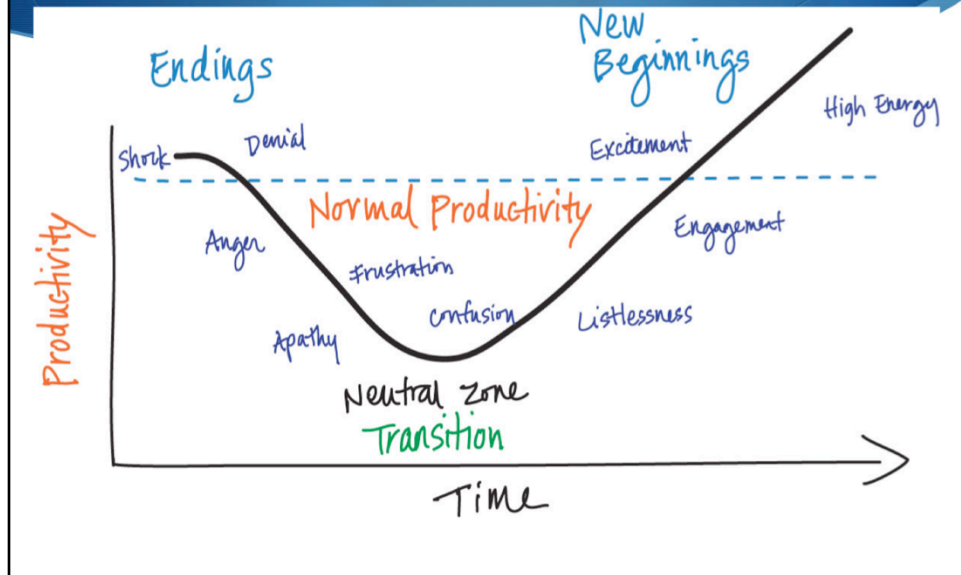 New
Beginnings
Endings
High Energy
Denial
Excitement
Shock
Normal Productivity
Engagement
Anger
Frustration
Productivity
Confusion
Listlessness
Apathy
Neutral Zone
Transition
Time